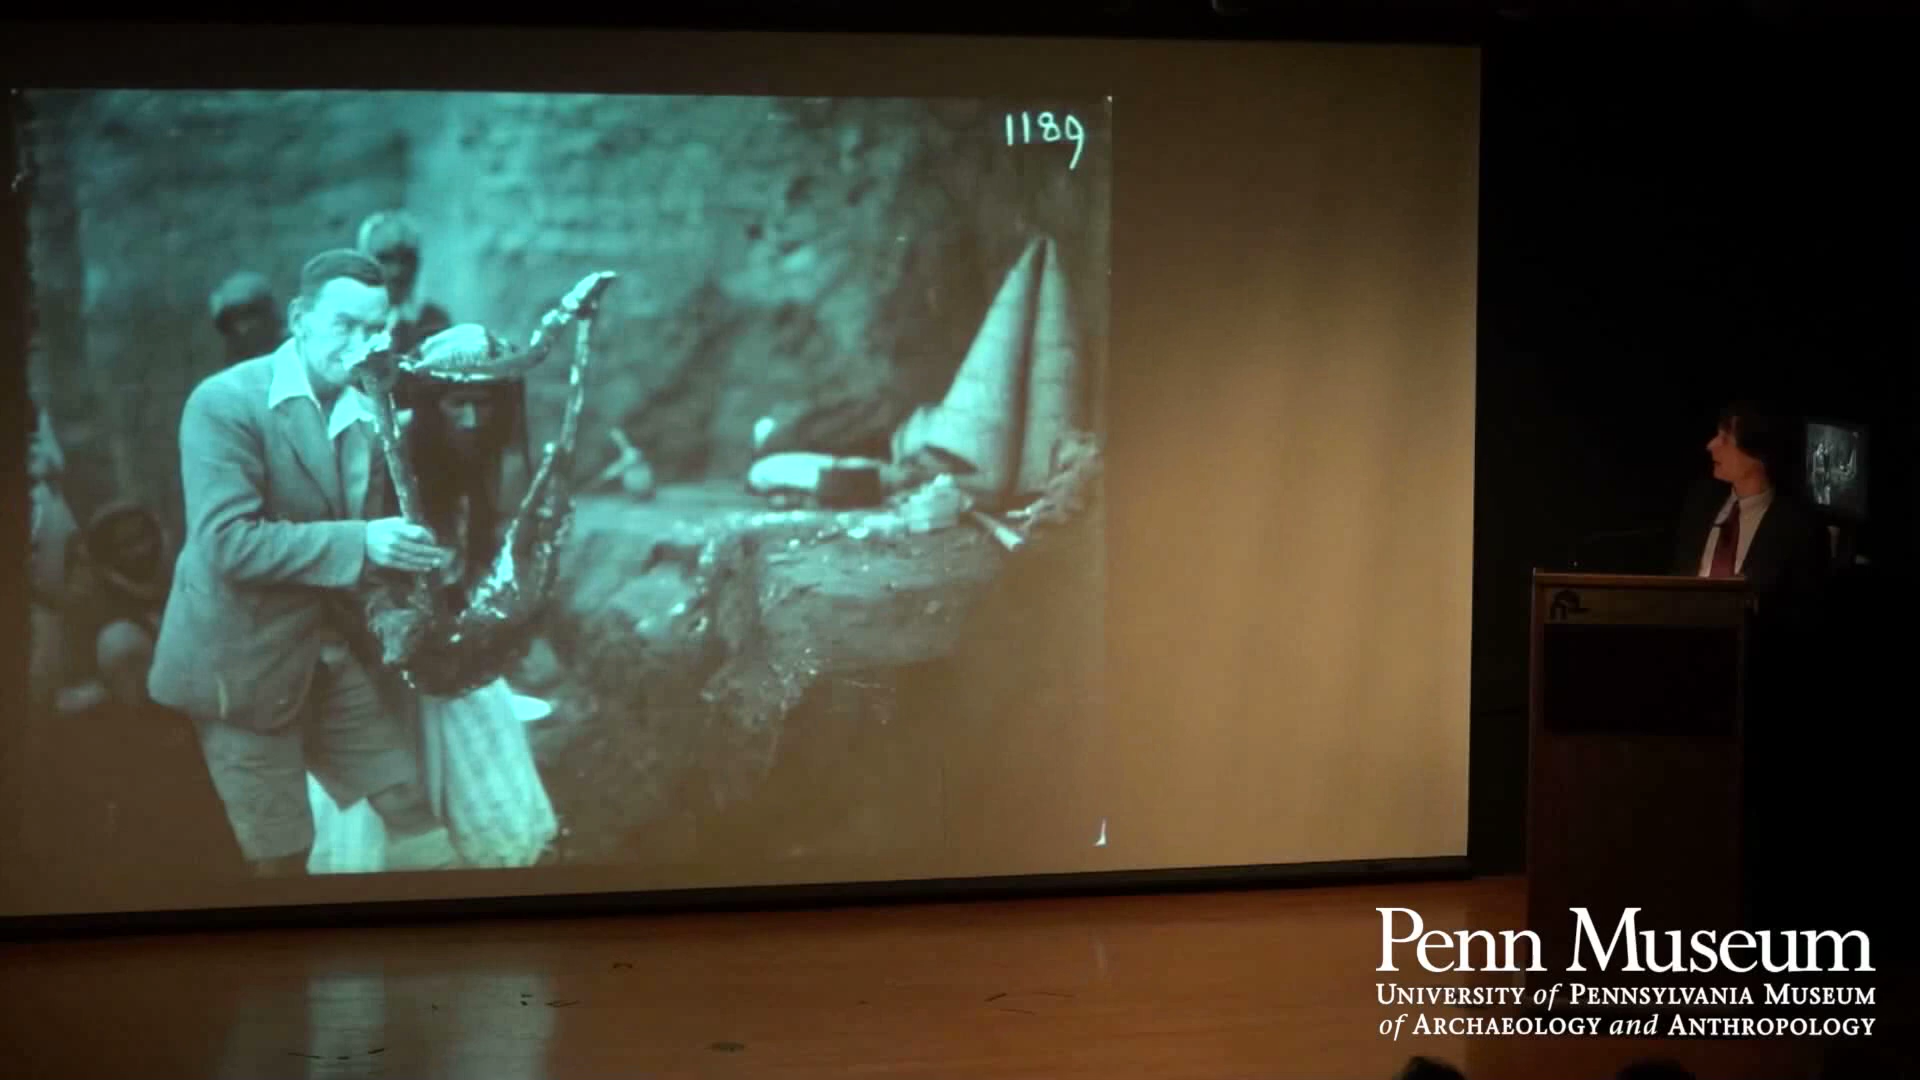 1189
Penn Museum
UNIVERSITY of PENNSYLVANIA MUSEUM
of ARCHAEOLOGY and ANTHROPOLOGY